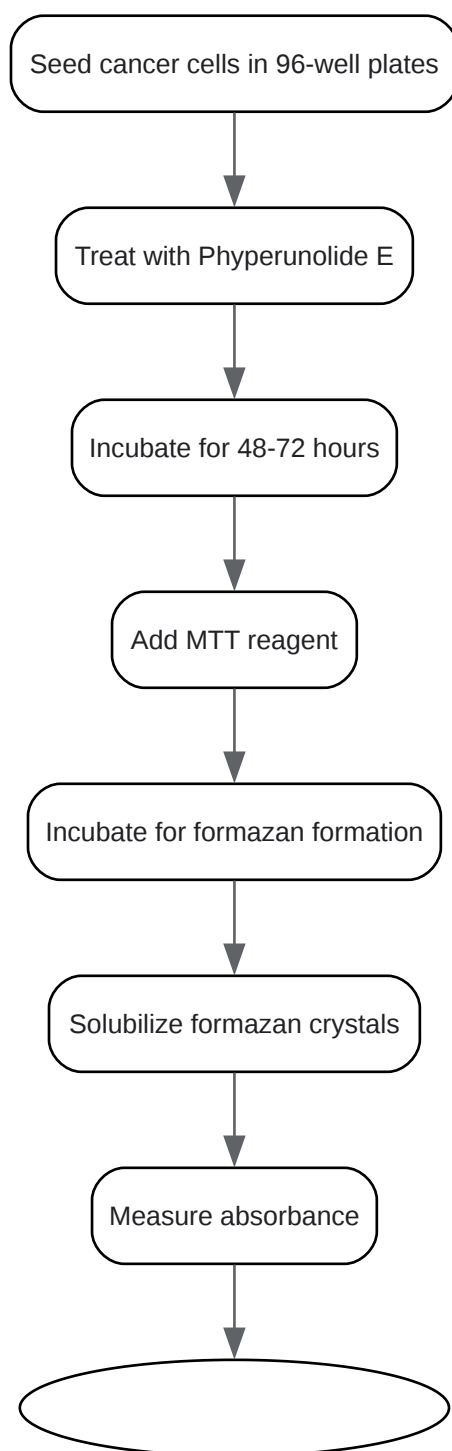 Seed cancer cells in 96-well plates
Treat with Phyperunolide E
Incubate for 48-72 hours
Add MTT reagent
Incubate for formazan formation
Solubilize formazan crystals
Measure absorbance